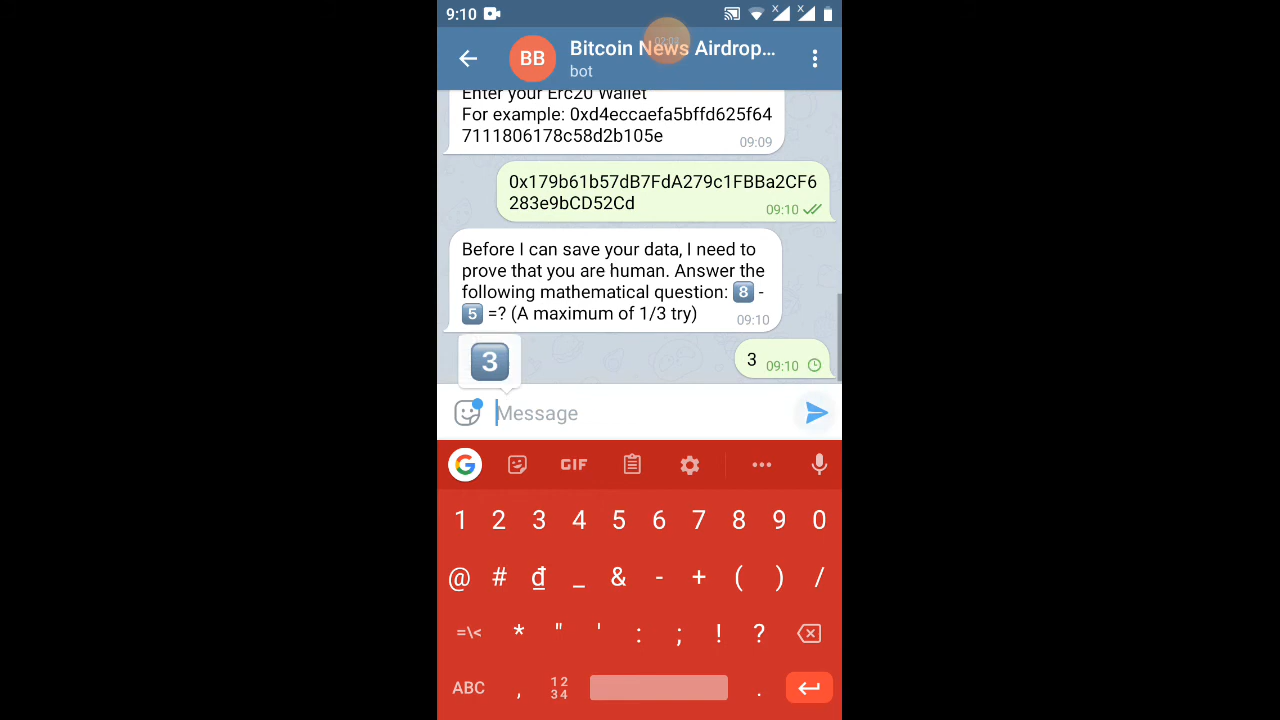 9:10
02:04
BB
Bitcoin News Airdrop...
bot
Enter your Erc20 Wallet
For example: 0xd4eccaefa5bffd625f64
7111806178c58d2b105e
09:09
0x179b61b57dB7FdA279c1FBBa2CF6
283e9bCD52Cd
09:10
Before I can save your data, I need to
prove that you are human. Answer the
following mathematical question: 8 -
5 =? (A maximum of 1/3 try)
09:10
3
3 09:10
Message
G GIF
1 2 3 4 5 6 7 8 9 0
@ # ₫ _ & - + ( ) /
=\< * " ' : ; ! ?
ABC , 12 .
34